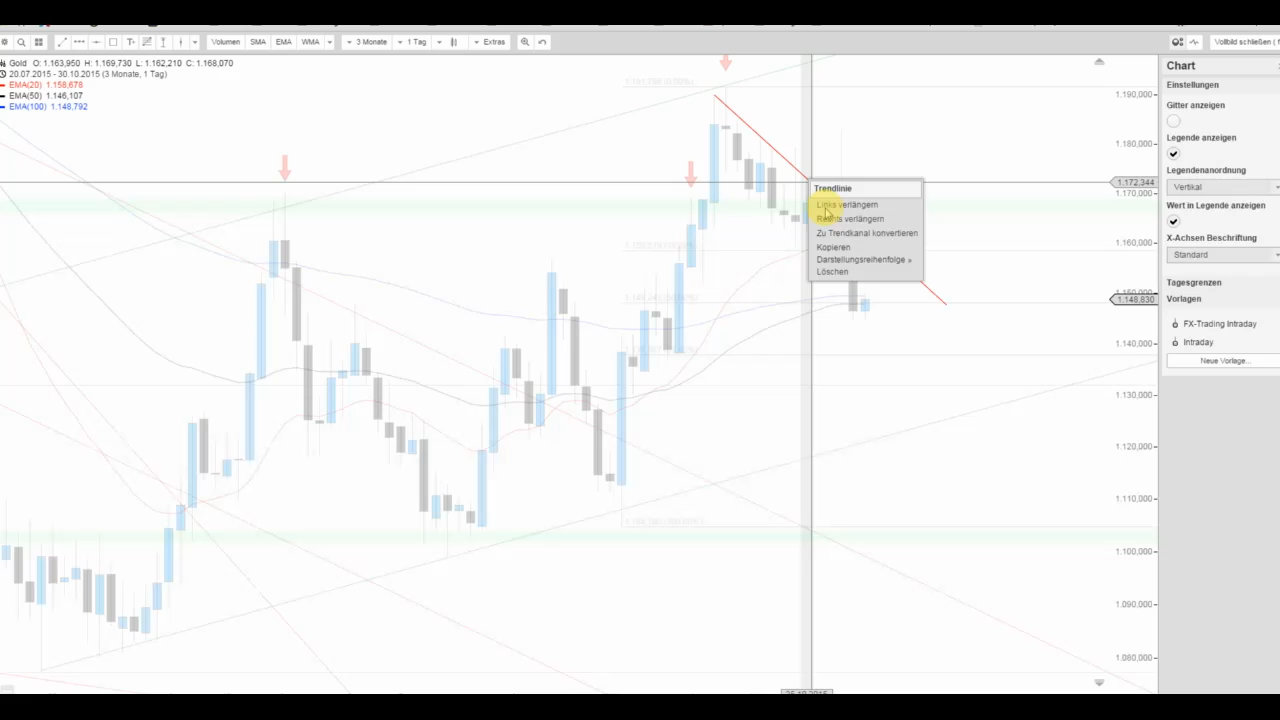 Volumen SMA EMA WMA 3 Monate 1 Tag Extras Vollbild schließen ( f
Gold O: 1.163,950 H: 1.169,730 L: 1.162,210 C: 1.168,070
20.07.2015 - 30.10.2015 (3 Monate, 1 Tag)
EMA(20) 1.158,678
EMA(50) 1.146,107
EMA(100) 1.148,792
1.190,000
1.180,000
1.172,344
1.170,000
1.160,000
1.150,000
1.148,830
1.140,000
1.130,000
1.120,000
1.110,000
1.100,000
1.090,000
1.080,000
Trendlinie
Links verlängern
Rechts verlängern
Zu Trendkanal konvertieren
Kopieren
Darstellungsreihenfolge »
Löschen
Chart
Einstellungen
Gitter anzeigen
Legende anzeigen
Legendenanordnung
Vertikal
Wert in Legende anzeigen
X-Achsen Beschriftung
Standard
Tagesgrenzen
Vorlagen
FX-Trading Intraday
Intraday
Neue Vorlage...